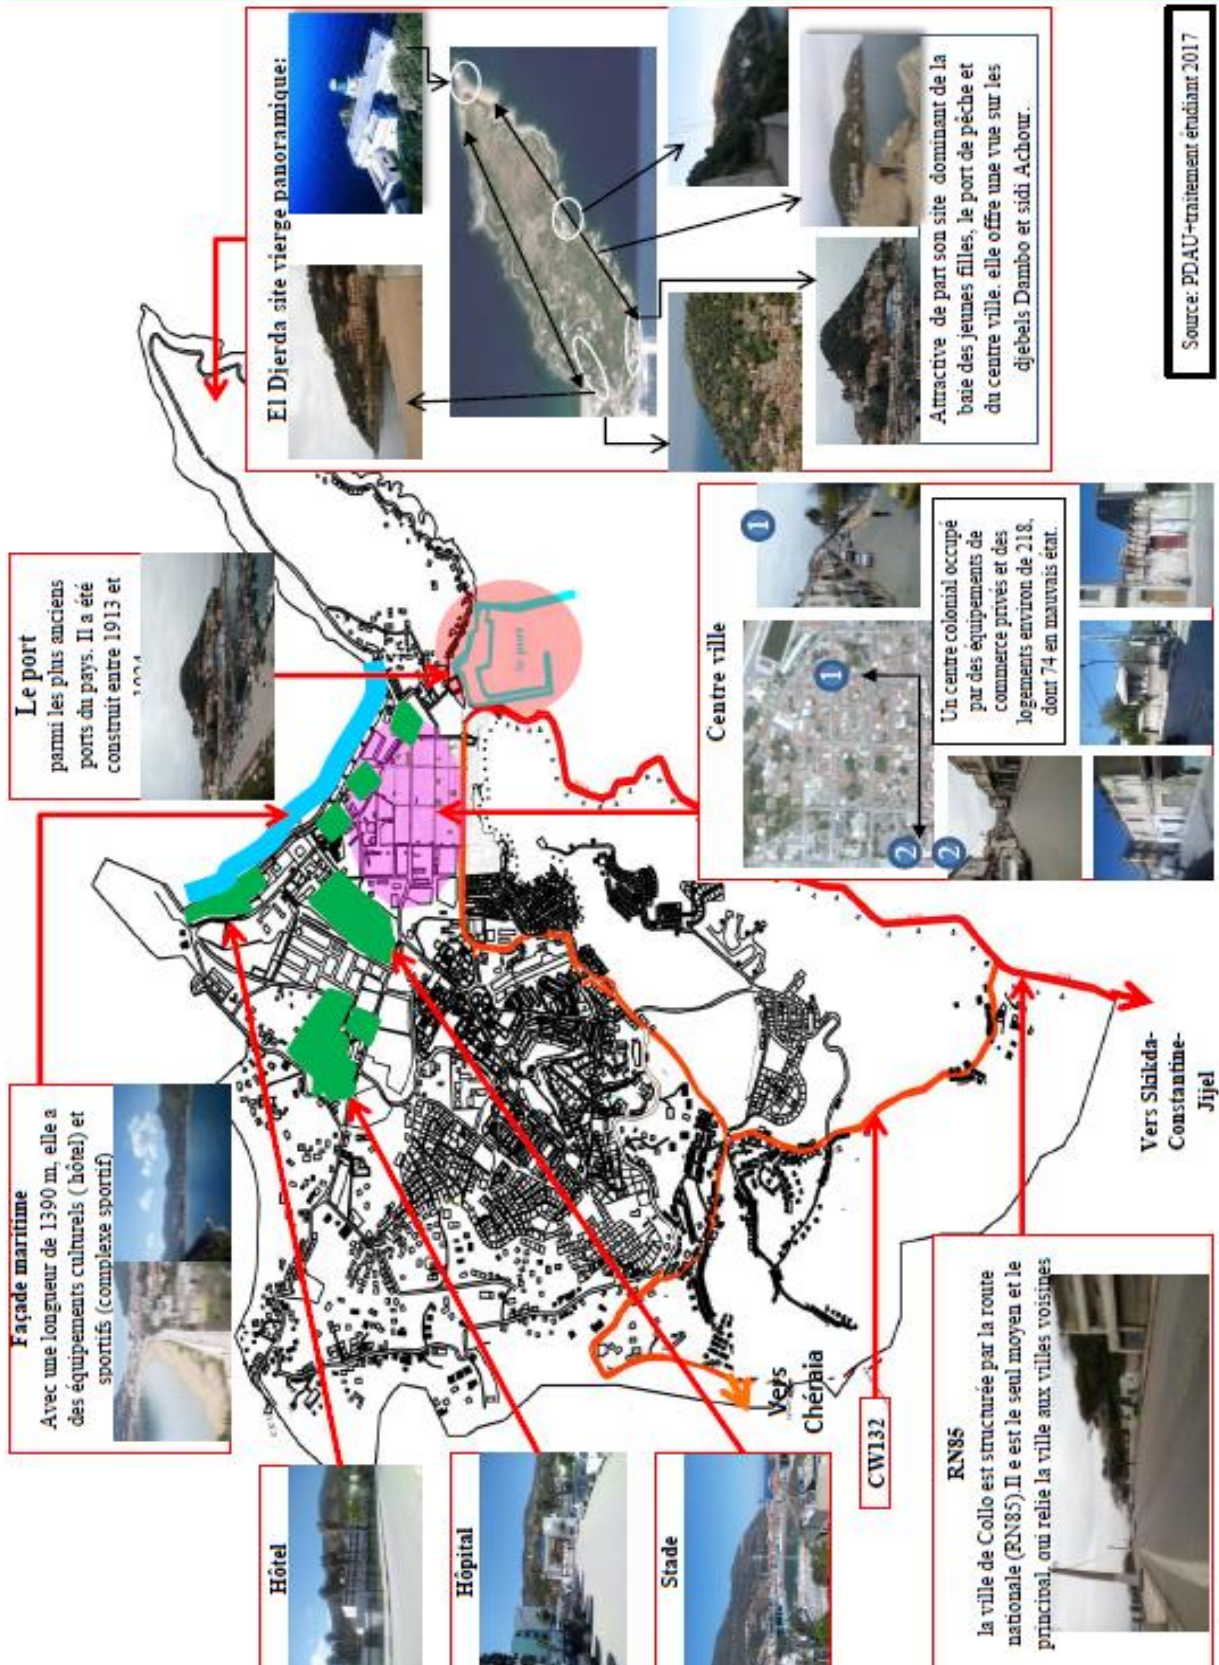 Façade maritime
Avec une longueur de 1390 m, elle a
des équipements culturels ( hôtel) et
sportifs (complexe sportif)
Le port
parmi les plus anciens
ports du pays. Il a été
construit entre 1913 et
El Djerda site vierge panoramique:
Attractive de part son site dominant de la
baie des jeunes filles, le port de pêche et
du centre ville. elle offre une vue sur les
djebels Dambo et sidi Achour.
Hôtel
Hôpital
Stade
le port
Centre ville
1
2
1
2
Un centre colonial occupé
par des équipements de
commerce privés et des
logements environ de 218,
dont 74 en mauvais état.
Vers
Chéraia
CW132
RN85
la ville de Collo est structurée par la route
nationale (RN85).Il e est le seul moyen et le
principal, qui relie la ville aux villes voisines
Vers Skikda-
Constantine-
Jijel
Source: PDAU+traitement étudiant 2017